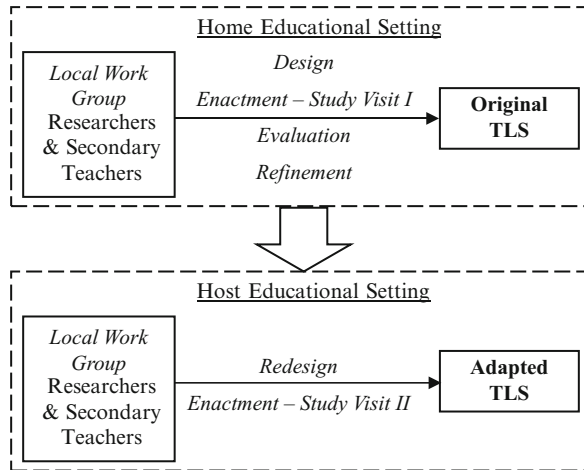 Home Educational Setting
Local Work
Group
Researchers
& Secondary
Teachers
Design
Enactment – Study Visit I
Evaluation
Refinement
Original
TLS
Host Educational Setting
Local Work
Group
Researchers
& Secondary
Teachers
Redesign
Enactment – Study Visit II
Adapted
TLS